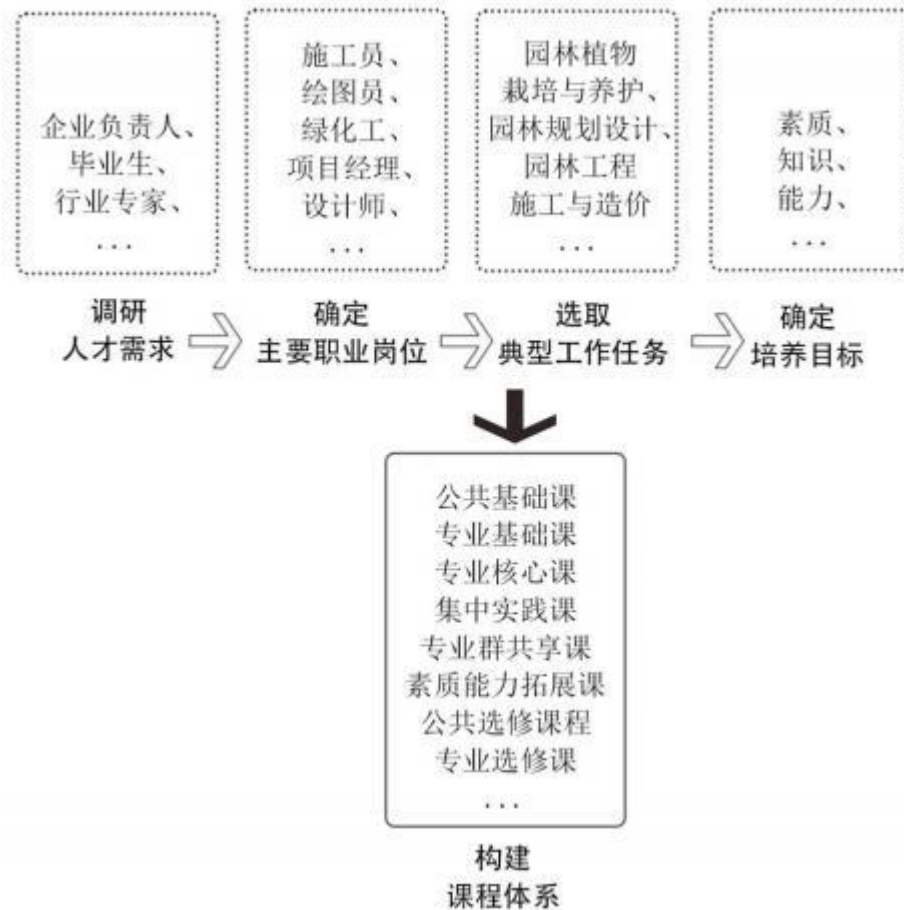 企业负责人、
毕业生、
行业专家、
...
施工员、
绘图员、
绿化工、
项目经理、
设计师、
...
园林植物
栽培与养护、
园林规划设计、
园林工程
施工与造价
...
素质、
知识、
能力、
...
调研
人才需求
确定
主要职业岗位
选取
典型工作任务
确定
培养目标
公共基础课
专业基础课
专业核心课
集中实践课
专业群共享课
素质能力拓展课
公共选修课程
专业选修课
...
构建
课程体系